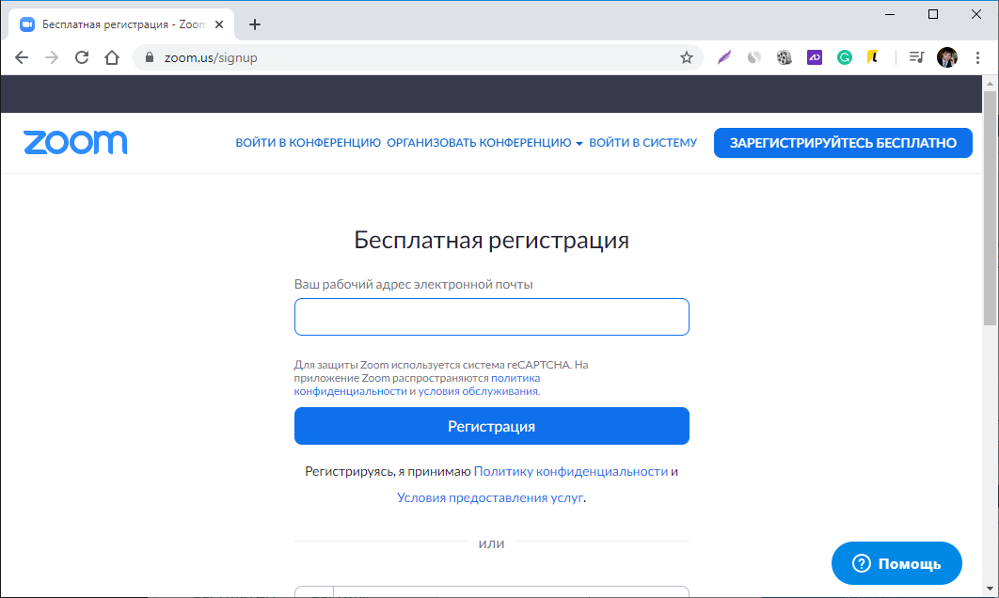 Бесплатная регистрация - Zoom
zoom.us/signup
zoom
ВОЙТИ В КОНФЕРЕНЦИЮ ОРГАНИЗОВАТЬ КОНФЕРЕНЦИЮ ВОЙТИ В СИСТЕМУ ЗАРЕГИСТРИРУЙТЕСЬ БЕСПЛАТНО
Бесплатная регистрация
Ваш рабочий адрес электронной почты
Для защиты Zoom используется система reCAPTCHA. На
приложение Zoom распространяются политика
конфиденциальности и условия обслуживания.
Регистрация
Регистрируясь, я принимаю Политику конфиденциальности и
Условия предоставления услуг.
или
Помощь